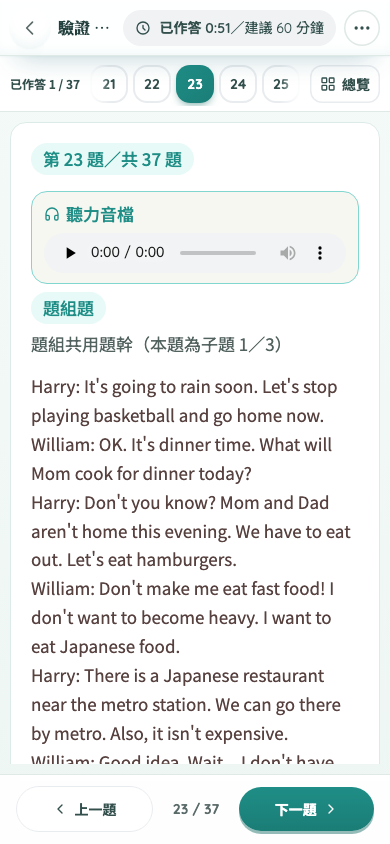 驗證 …
已作答 0:51／建議 60 分鐘
已作答 1 / 37
21
22
23
24
25
總覽
第 23 題／共 37 題
聽力音檔
0:00 / 0:00
題組題
題組共用題幹（本題為子題 1／3）
Harry: It's going to rain soon. Let's stop
playing basketball and go home now.
William: OK. It's dinner time. What will
Mom cook for dinner today?
Harry: Don't you know? Mom and Dad
aren't home this evening. We have to eat
out. Let's eat hamburgers.
William: Don't make me eat fast food! I
don't want to become heavy. I want to
eat Japanese food.
Harry: There is a Japanese restaurant
near the metro station. We can go there
by metro. Also, it isn't expensive.
William: Good idea. Wait... I don't have
上一題
23 / 37
下一題